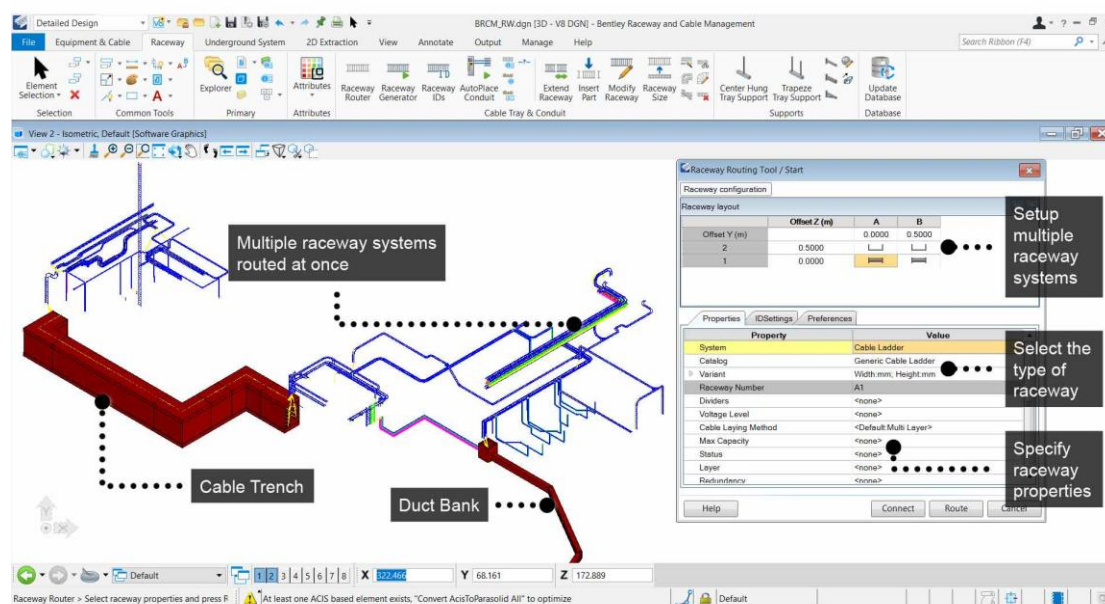 Detailed Design
BRCM_RW.dgn [3D - V8 DGN] - Bentley Raceway and Cable Management
File Equipment & Cable Raceway Underground System 2D Extraction View Annotate Output Manage Help
Search Ribbon (F4)
Element Selection
Explorer
Attributes
Raceway Router
Raceway Generator
Raceway IDs
AutoPlace Conduit
Extend Raceway
Insert Part
Modify Raceway
Raceway Size
Center Hung Tray Support
Trapeze Tray Support
Update Database
Selection Common Tools Primary Attributes Cable Tray & Conduit Supports Database
View 2 - Isometric, Default [Software Graphics]
Multiple raceway systems
routed at once
Cable Trench
Duct Bank
Raceway Routing Tool / Start
Raceway configuration
Raceway layout
Offset Z (m) A B
Offset Y (m) 0.0000 0.5000
2 0.5000
1 0.0000
Setup
multiple
raceway
systems
Properties IDSettings Preferences
Property Value
System Cable Ladder
Catalog Generic Cable Ladder
Variant Width:mm; Height:mm
Raceway Number A1
Dividers <none>
Voltage Level <none>
Cable Laying Method <Default:Multi Layer>
Max Capacity <none>
Status <none>
Layer <none>
Redundancy <none>
Select the
type of
raceway
Specify
raceway
properties
Help Connect Route Cancel
Default 1 2 3 4 5 6 7 8 X 322.466 Y 68.161 Z 172.889
Raceway Router > Select raceway properties and press F At least one ACIS based element exists, "Convert AcisToParasolid All" to optimize Default